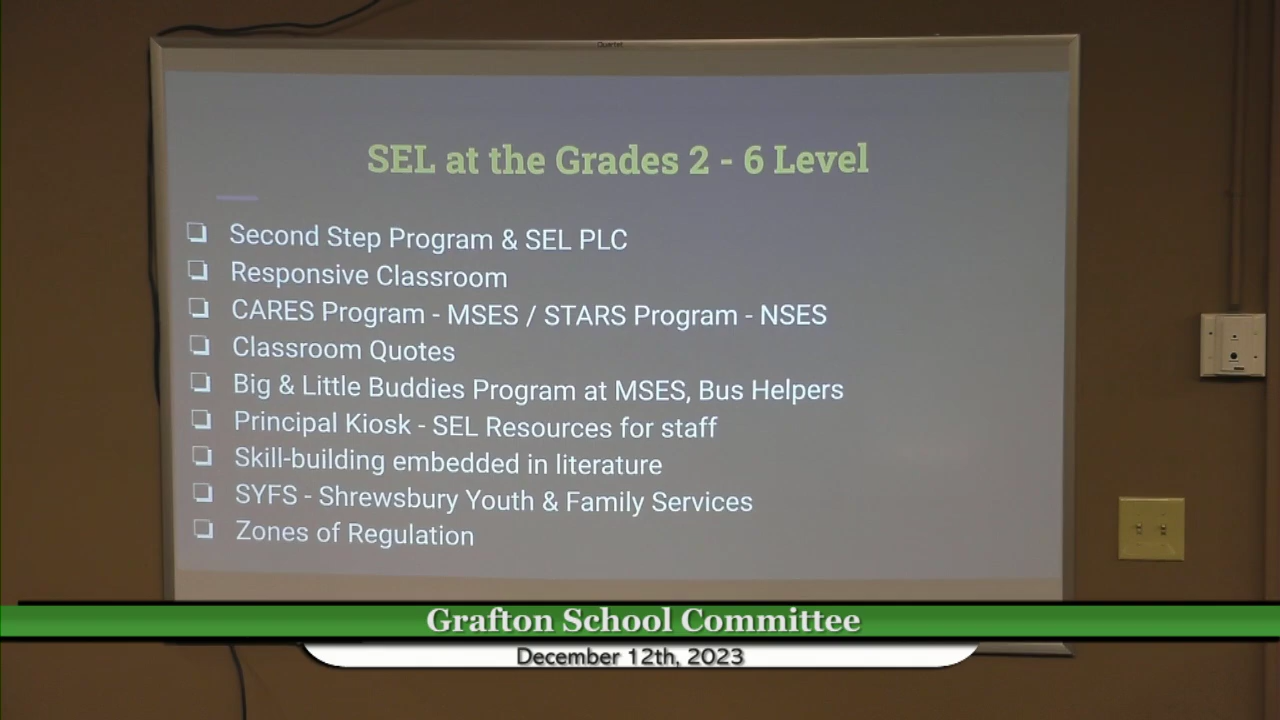 Quartet
SEL at the Grades 2 - 6 Level
Second Step Program & SEL PLC
Responsive Classroom
CARES Program - MSES / STARS Program - NSES
Classroom Quotes
Big & Little Buddies Program at MSES, Bus Helpers
Principal Kiosk - SEL Resources for staff
Skill-building embedded in literature
SYFS - Shrewsbury Youth & Family Services
Zones of Regulation
Grafton School Committee
December 12th, 2023